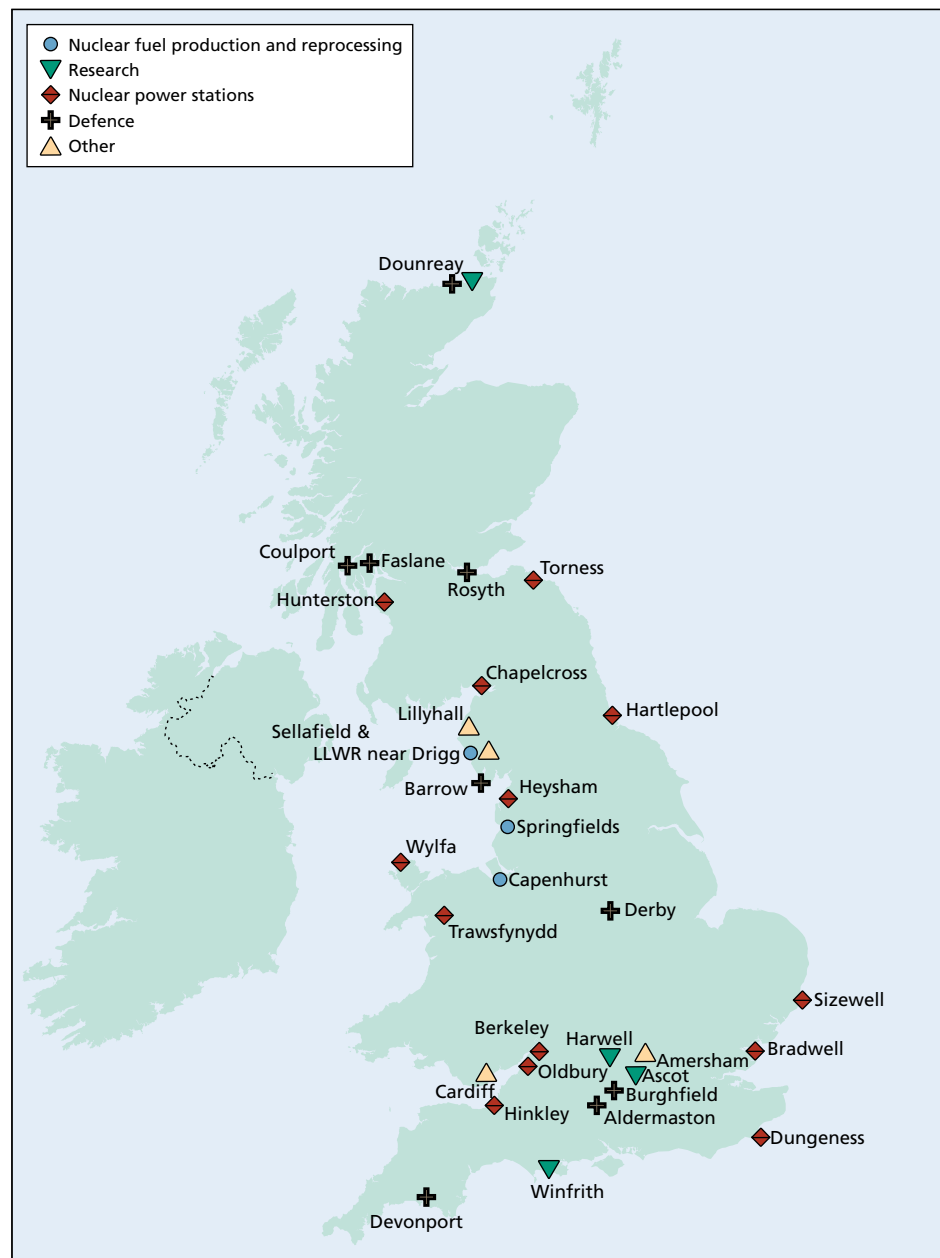 Nuclear fuel production and reprocessing
Research
Nuclear power stations
Defence
Other
Dounreay
Coulport
Faslane
Rosyth
Torness
Hunterston
Chapelcross
Lillyhall
Hartlepool
Sellafield &
LLWR near Drigg
Barrow
Heysham
Springfields
Wylfa
Capenhurst
Derby
Trawsfynydd
Sizewell
Berkeley
Harwell
Bradwell
Amersham
Oldbury
Ascot
Cardiff
Burghfield
Hinkley
Aldermaston
Dungeness
Winfrith
Devonport